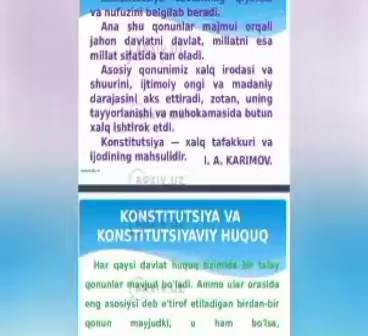 va nufuzini belgilab beradi.
Ana shu qonunlar majmui orqali
jahon davlatni davlat, millatni esa
millat sifatida tan oladi.
Asosiy qonunimiz xalq irodasi va
shuurini, ijtimoiy ongi va madaniy
darajasini aks ettiradi, zotan, uning
tayyorlanishi va muhokamasida butun
xalq ishtirok etdi.
Konstitutsiya — xalq tafakkuri va
ijodining mahsulidir. I. A. KARIMOV.
ARXIV.UZ
KONSTITUTSIYA VA
KONSTITUTSIYAVIY HUQUQ
Har qaysi davlat huquq tizimida bir talay
qonunlar mavjud bo'ladi. Ammo ular orasida
eng asosiysi deb e'tirof etiladigan birdan-bir
qonun mavjudki, u ham bo'lsa,